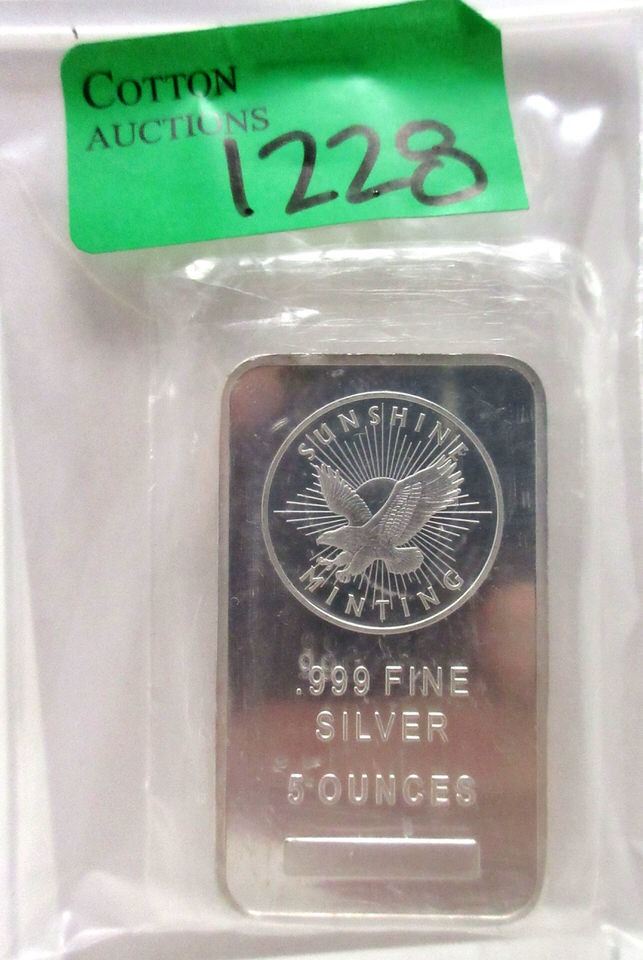 COTTON
AUCTIONS
1228
SUNSHINE
MINTING
.999 FINE
SILVER
5 OUNCES